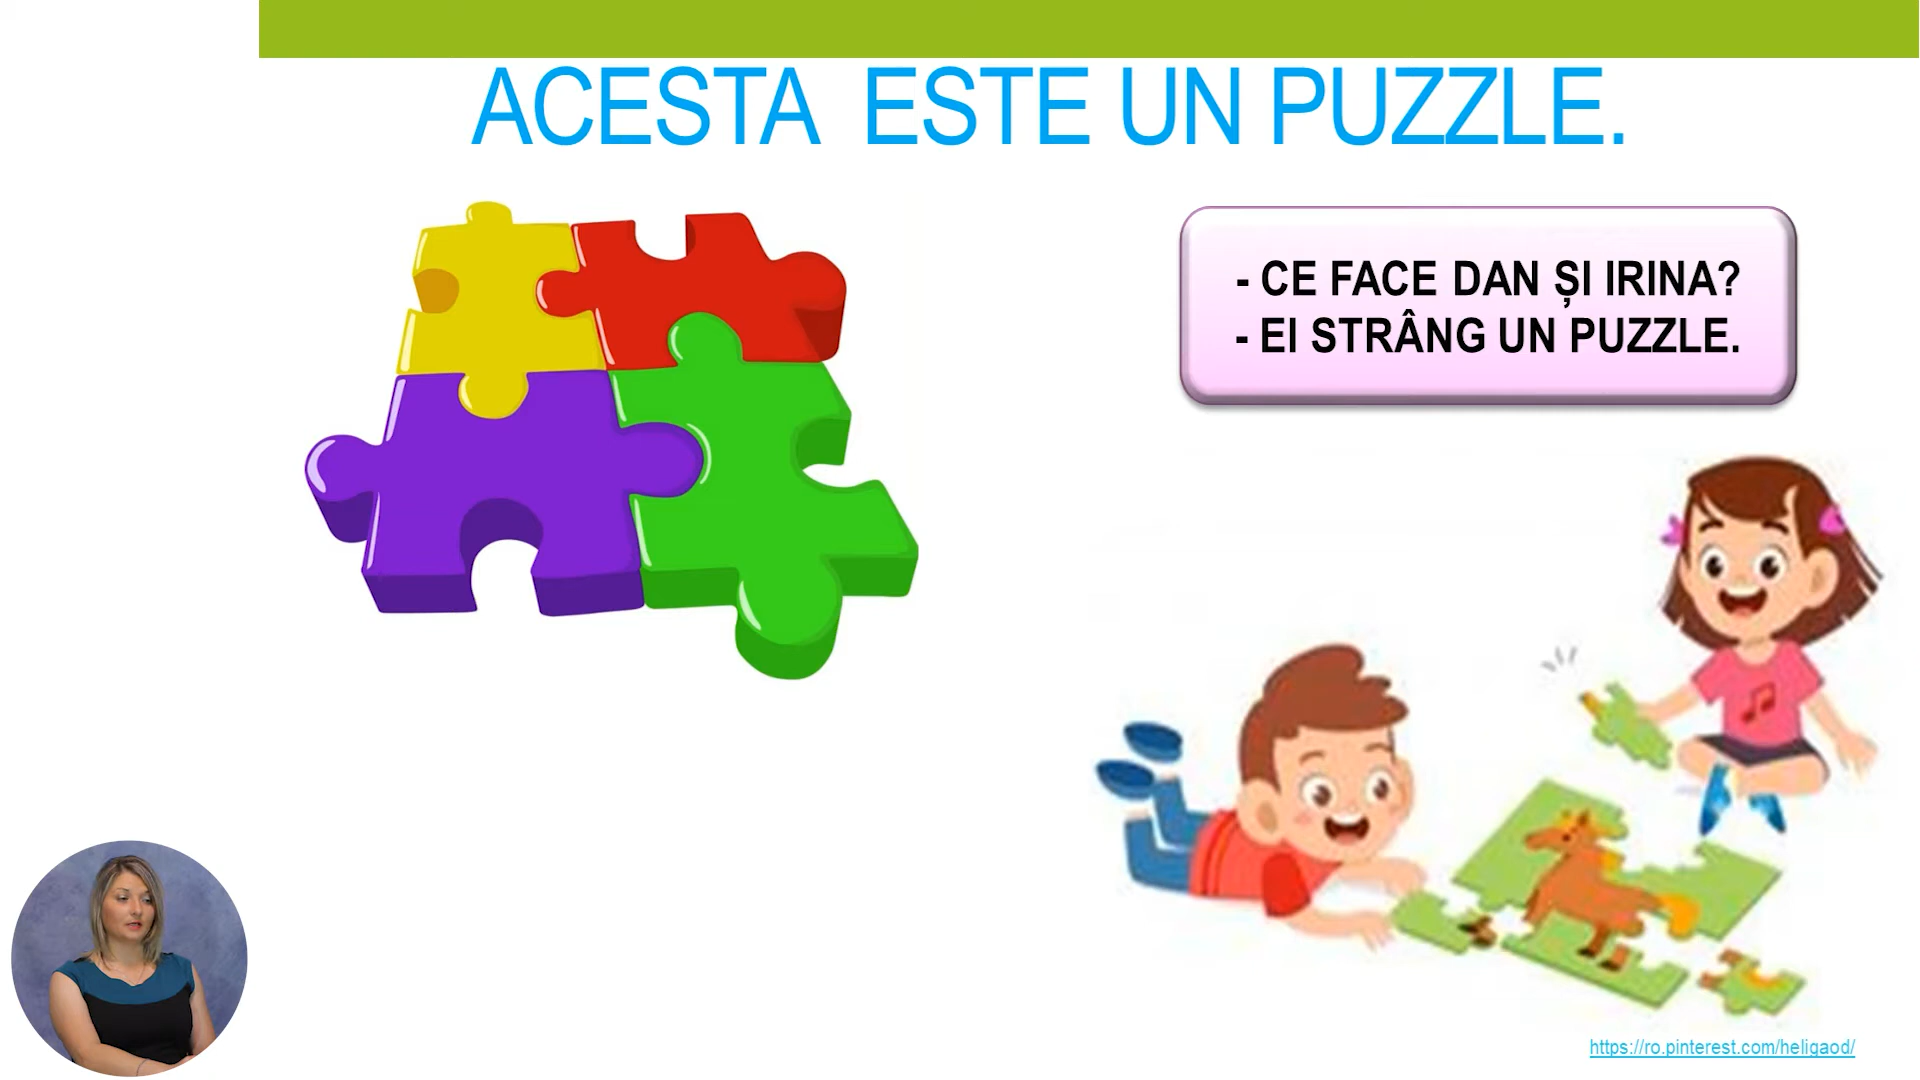 ACESTA ESTE UN PUZZLE.
- CE FACE DAN ȘI IRINA?
- EI STRÂNG UN PUZZLE.
https://ro.pinterest.com/heligaod/